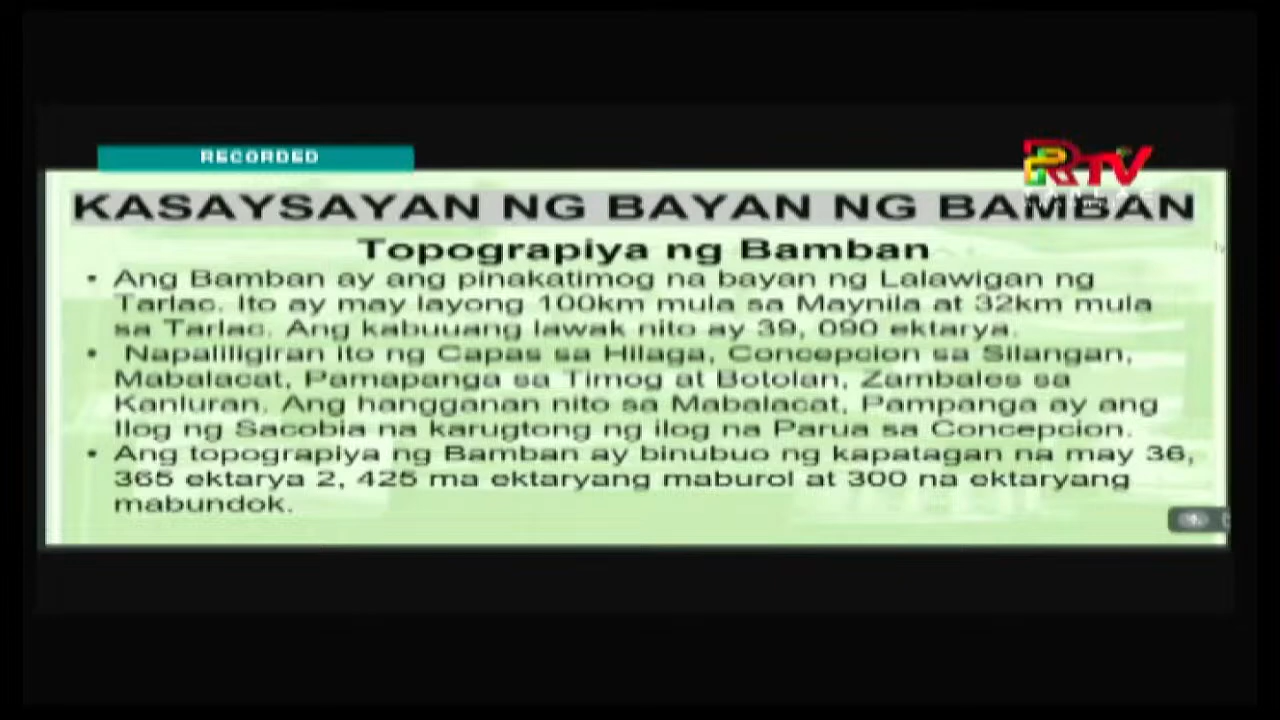 RECORDED
RTV
TARLAC
KASAYSAYAN NG BAYAN NG BAMBAN
Topograpiya ng Bamban
• Ang Bamban ay ang pinakatimog na bayan ng Lalawigan ng
Tarlac. Ito ay may layong 100km mula sa Maynila at 32km mula
sa Tarlac. Ang kabuuang lawak nito ay 39, 090 ektarya.
• Napaliligiran ito ng Capas sa Hilaga, Concepcion sa Silangan,
Mabalacat, Pamapanga sa Timog at Botolan, Zambales sa
Kanluran. Ang hangganan nito sa Mabalacat, Pampanga ay ang
Ilog ng Sacobia na karugtong ng ilog na Parua sa Concepcion.
• Ang topograpiya ng Bamban ay binubuo ng kapatagan na may 36,
365 ektarya 2, 425 ma ektaryang maburol at 300 na ektaryang
mabundok.